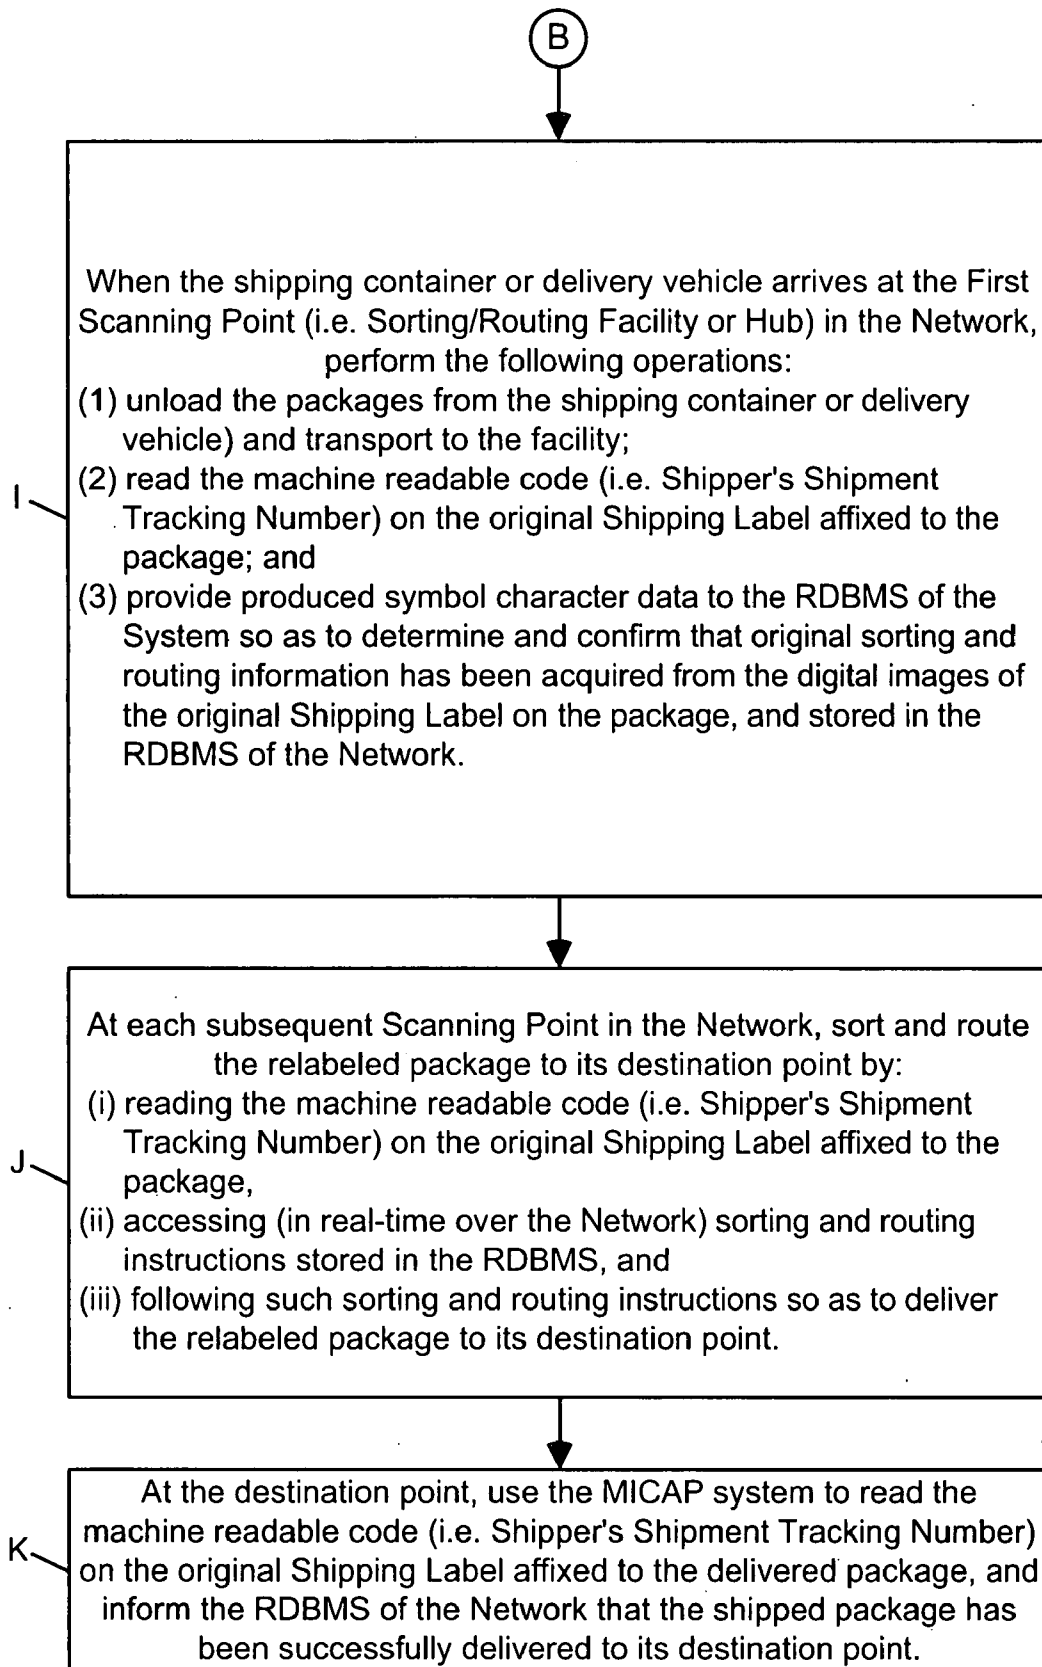 B
When the shipping container or delivery vehicle arrives at the First
Scanning Point (i.e. Sorting/Routing Facility or Hub) in the Network,
perform the following operations:
(1) unload the packages from the shipping container or delivery
vehicle) and transport to the facility;
(2) read the machine readable code (i.e. Shipper's Shipment
Tracking Number) on the original Shipping Label affixed to the
package; and
(3) provide produced symbol character data to the RDBMS of the
System so as to determine and confirm that original sorting and
routing information has been acquired from the digital images of
the original Shipping Label on the package, and stored in the
RDBMS of the Network.
I
At each subsequent Scanning Point in the Network, sort and route
the relabeled package to its destination point by:
(i) reading the machine readable code (i.e. Shipper's Shipment
Tracking Number) on the original Shipping Label affixed to the
package,
(ii) accessing (in real-time over the Network) sorting and routing
instructions stored in the RDBMS, and
(iii) following such sorting and routing instructions so as to deliver
the relabeled package to its destination point.
J
At the destination point, use the MICAP system to read the
machine readable code (i.e. Shipper's Shipment Tracking Number)
on the original Shipping Label affixed to the delivered package, and
inform the RDBMS of the Network that the shipped package has
been successfully delivered to its destination point.
K